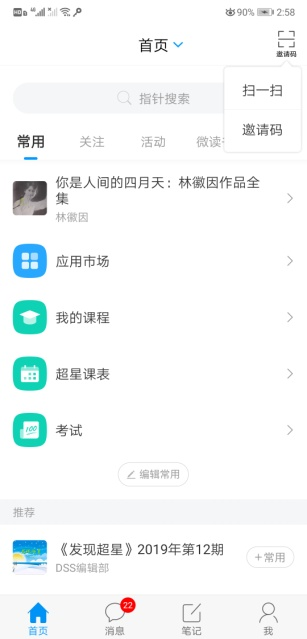 90% 2:58
首页
邀请码
扫一扫
指针搜索
邀请码
常用 关注 活动 微读书
你是人间的四月天：林徽因作品全
集
林徽因
应用市场
我的课程
超星课表
100
考试
编辑常用
推荐
《发现超星》2019年第12期
DSS编辑部
+常用
22
首页 消息 笔记 我